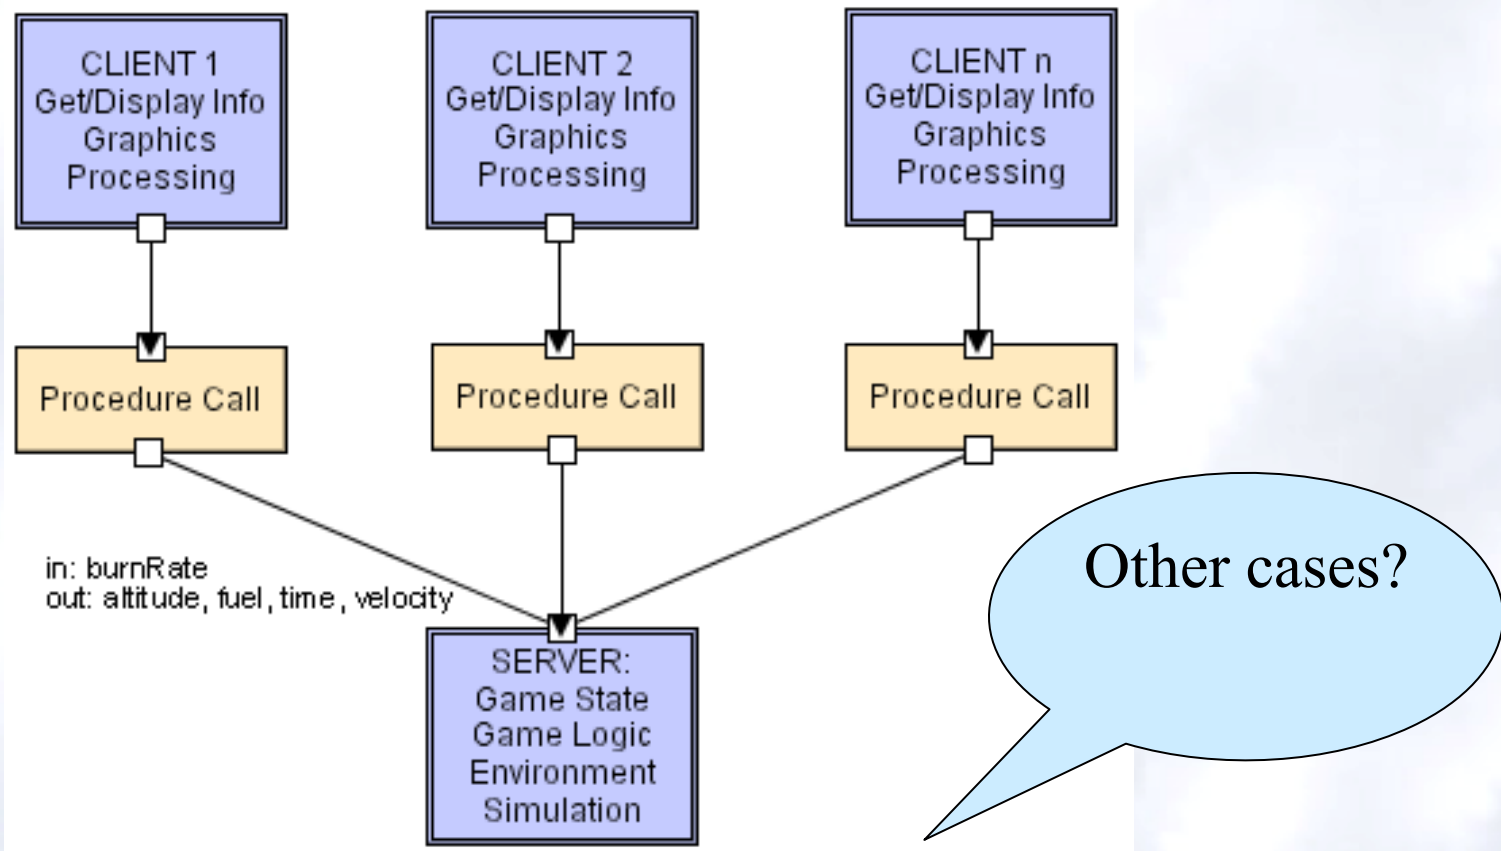 CLIENT 1
Get/Display Info
Graphics
Processing
CLIENT 2
Get/Display Info
Graphics
Processing
CLIENT n
Get/Display Info
Graphics
Processing
Procedure Call
Procedure Call
Procedure Call
in: burnRate
out: altitude, fuel, time, velocity
Other cases?
SERVER:
Game State
Game Logic
Environment
Simulation